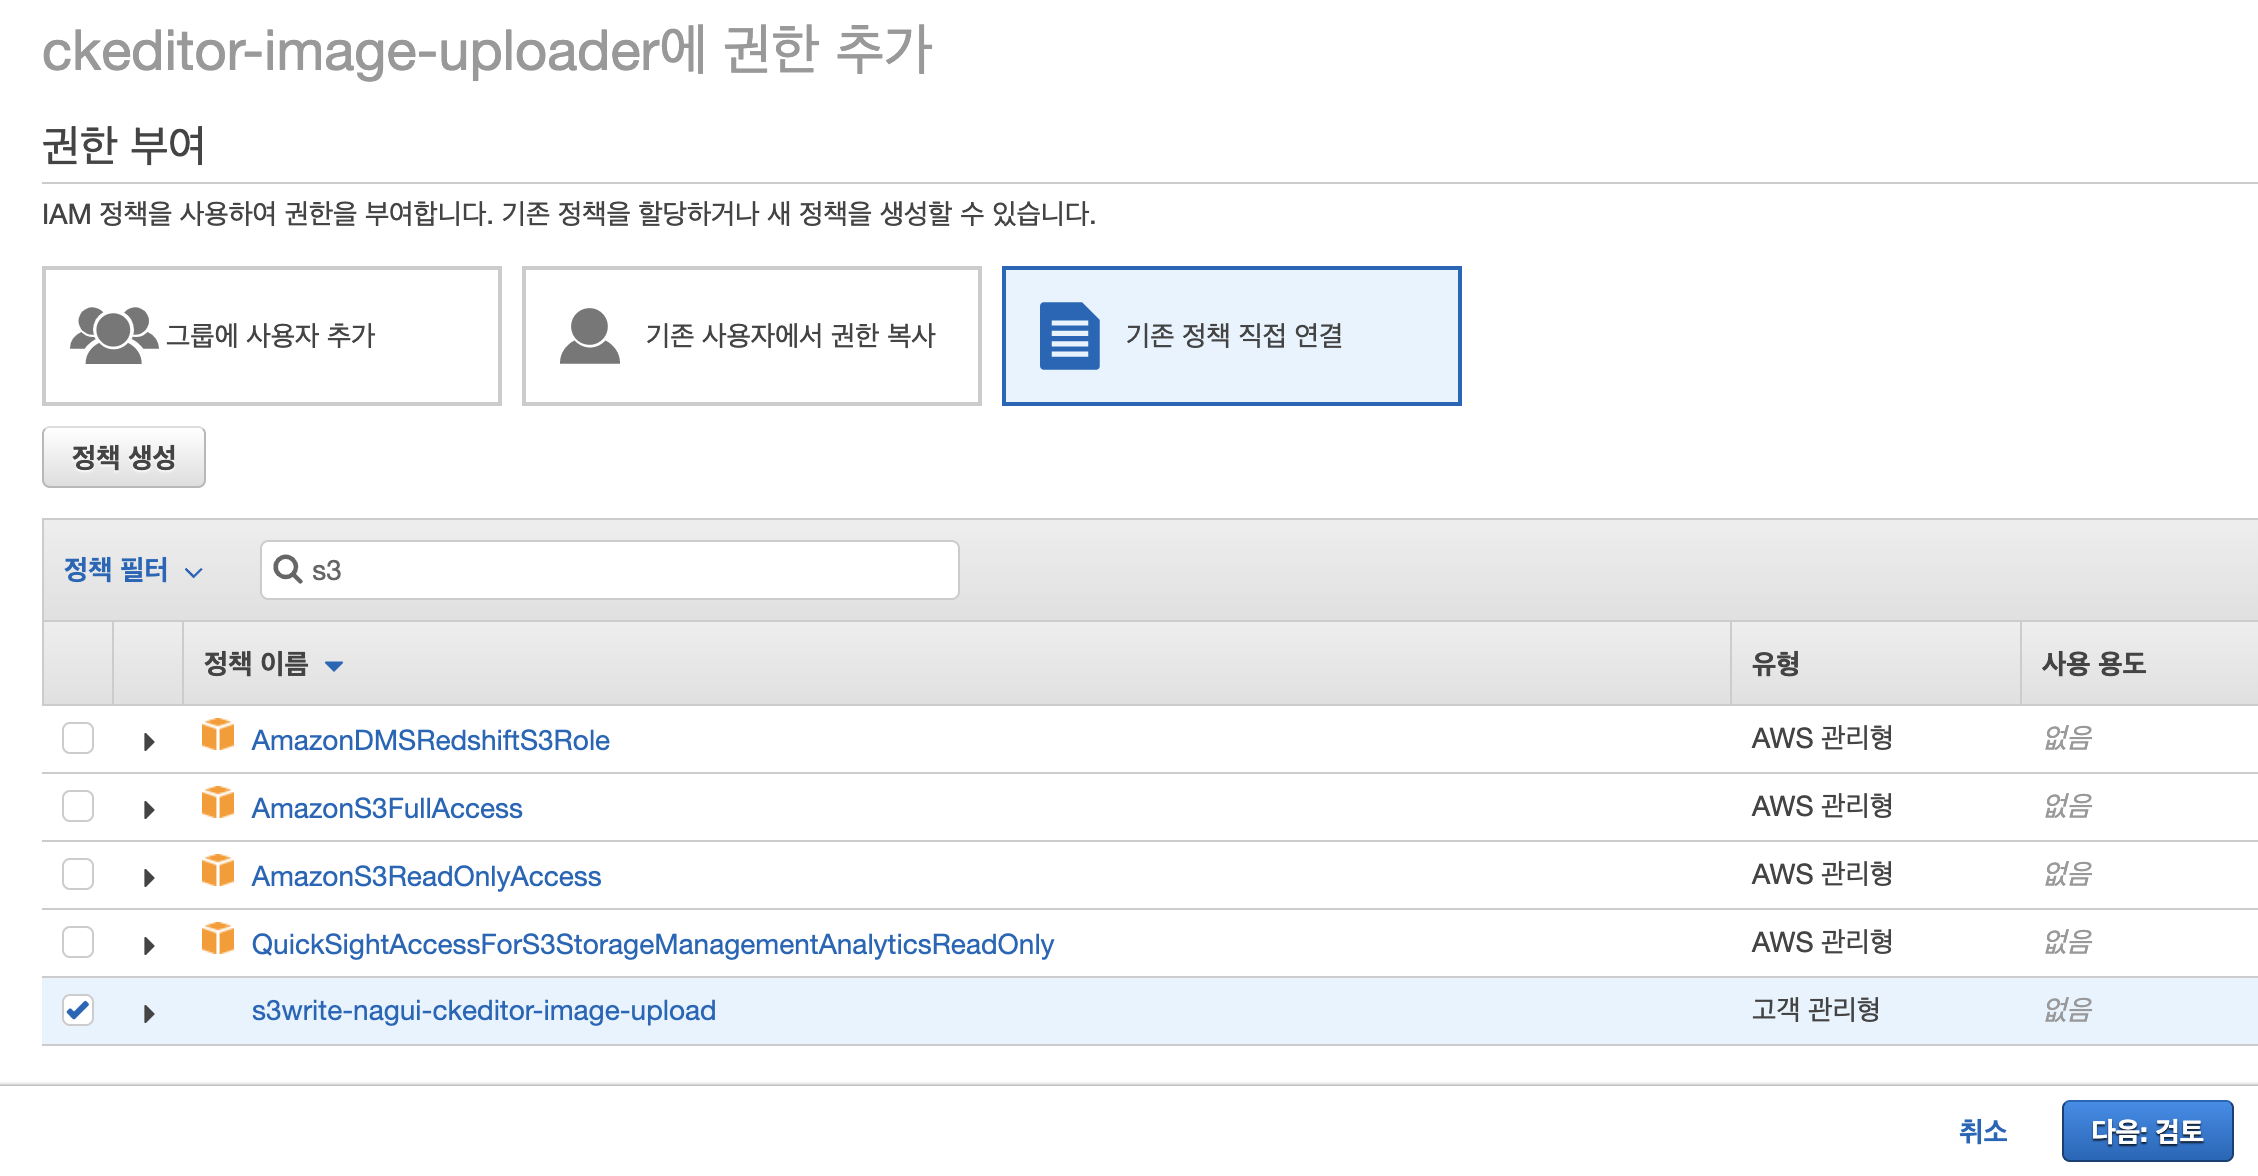 ckeditor-image-uploader에 권한 추가
권한 부여
IAM 정책을 사용하여 권한을 부여합니다. 기존 정책을 할당하거나 새 정책을 생성할 수 있습니다.
그룹에 사용자 추가
기존 사용자에서 권한 복사
기존 정책 직접 연결
정책 생성
정책 필터
s3
정책 이름 유형 사용 용도
AmazonDMSRedshiftS3Role AWS 관리형 없음
AmazonS3FullAccess AWS 관리형 없음
AmazonS3ReadOnlyAccess AWS 관리형 없음
QuickSightAccessForS3StorageManagementAnalyticsReadOnly AWS 관리형 없음
s3write-nagui-ckeditor-image-upload 고객 관리형 없음
취소
다음: 검토